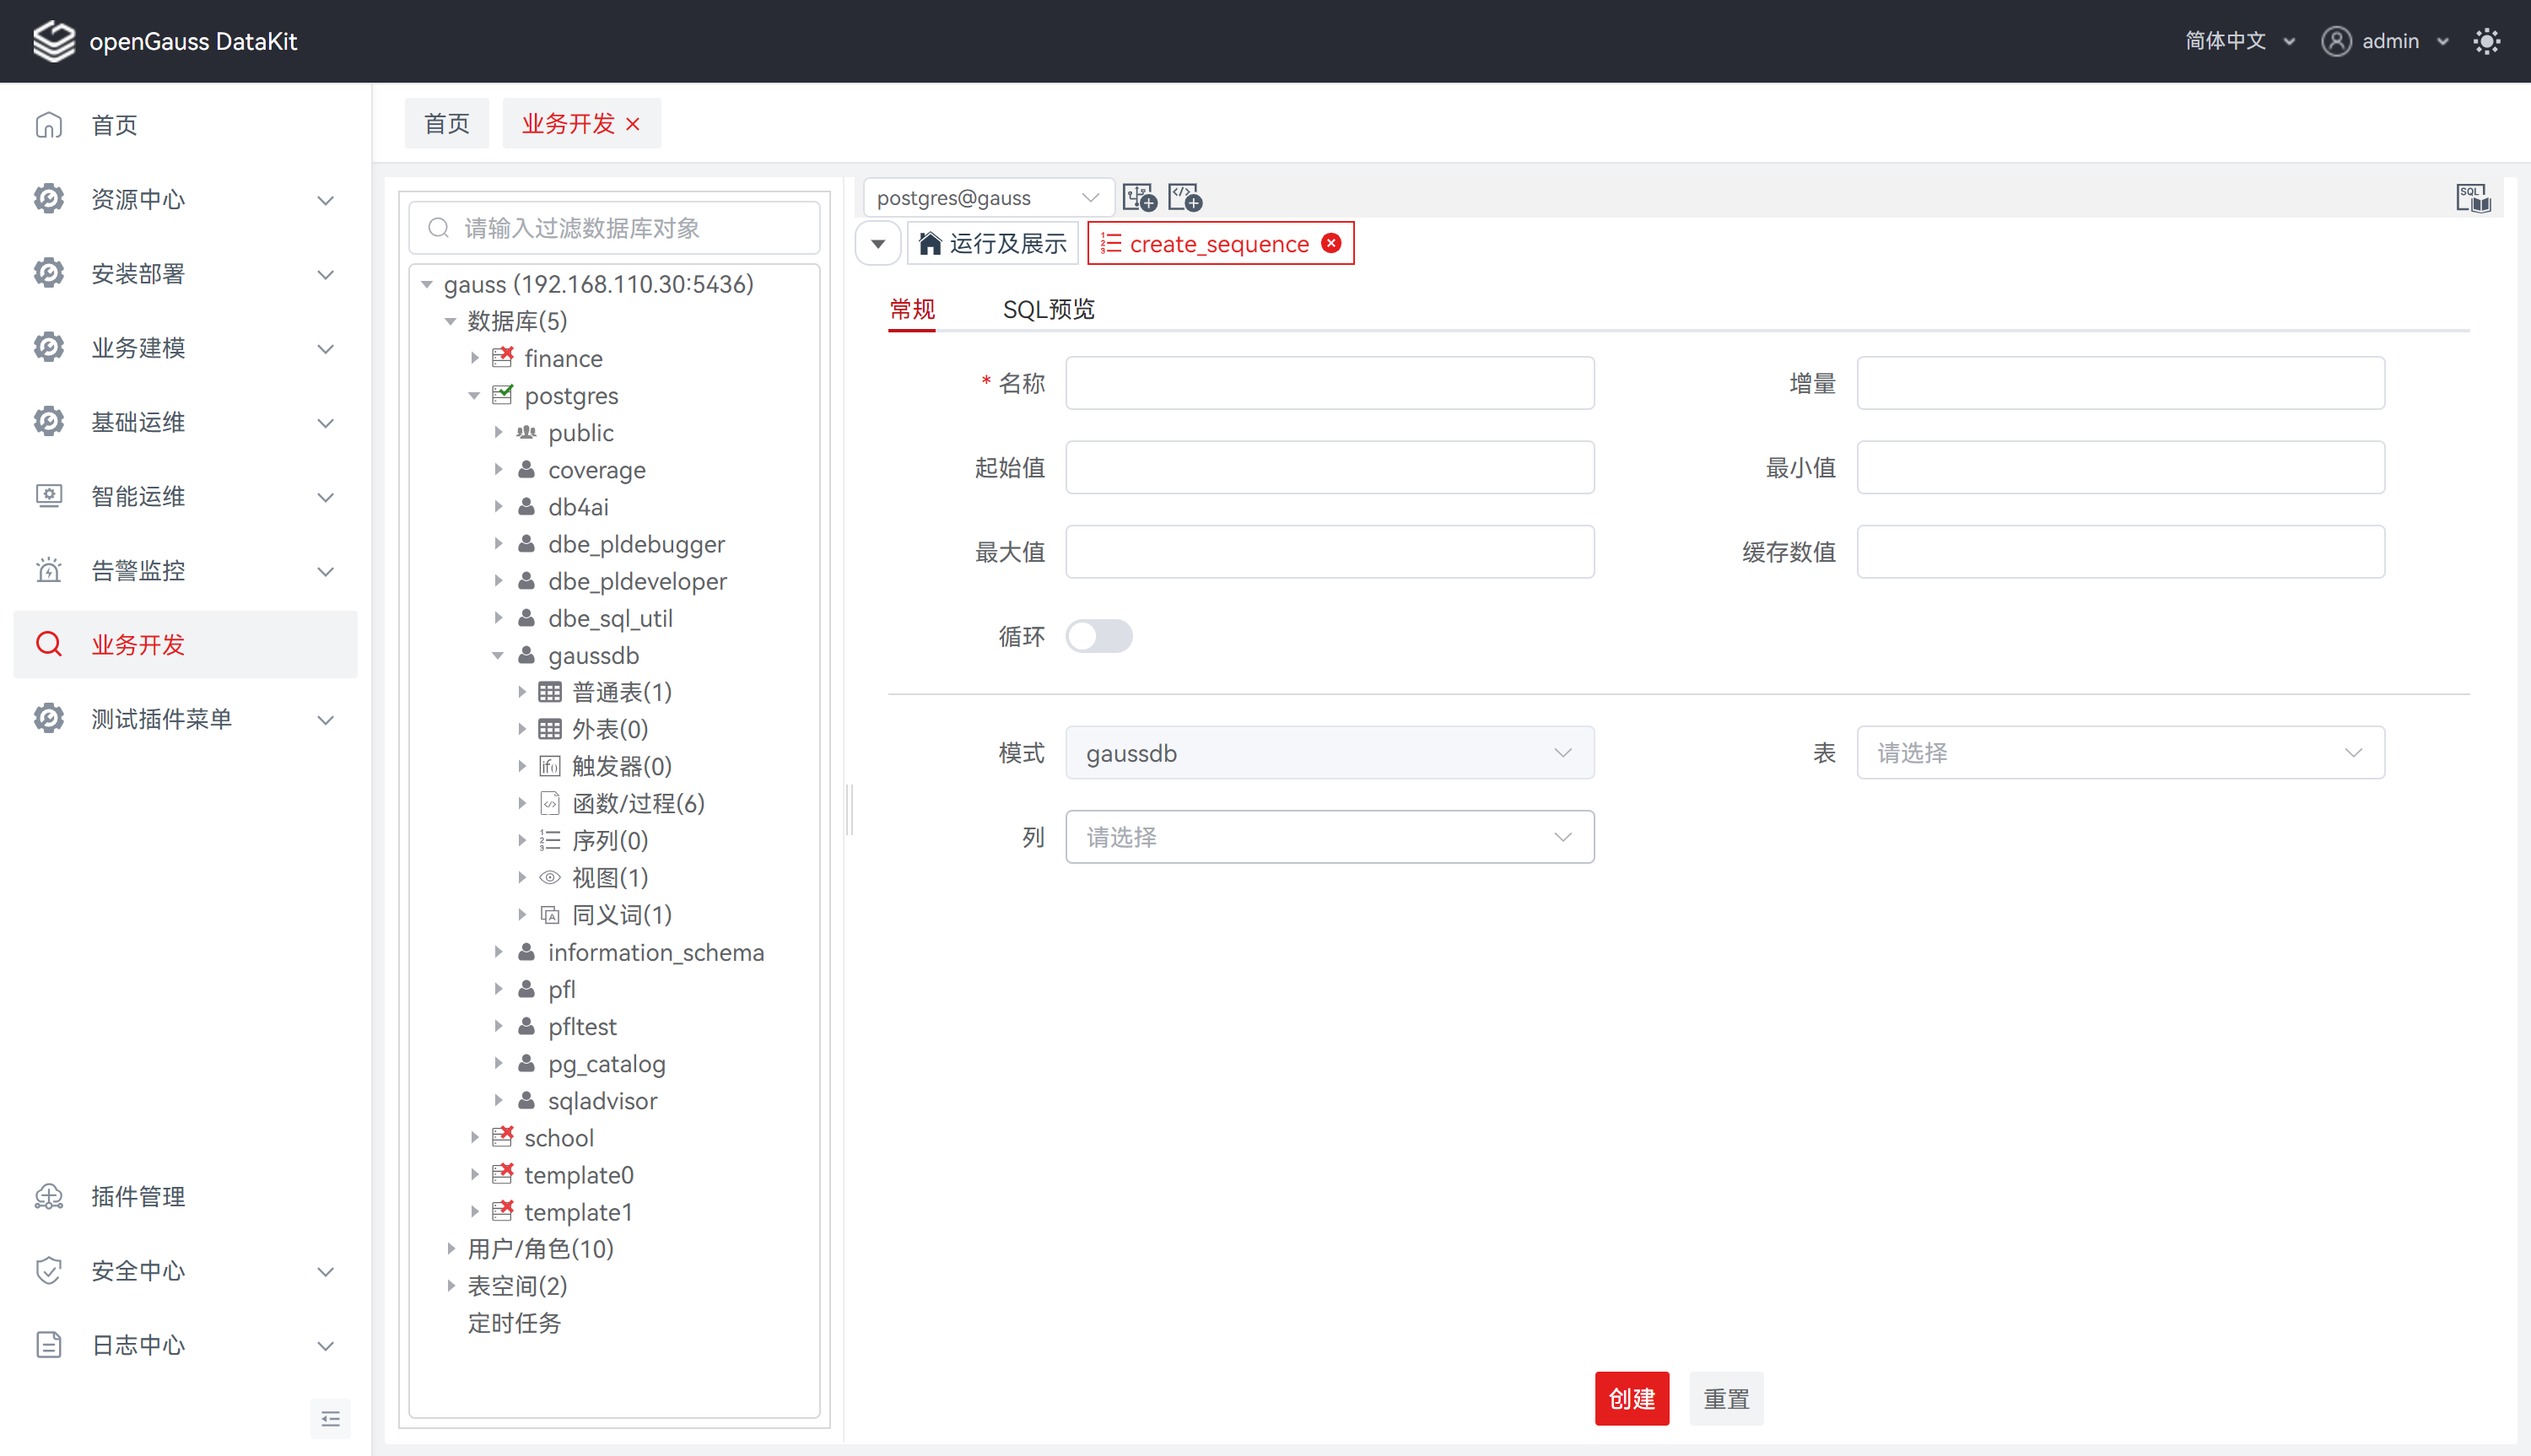 openGauss DataKit
简体中文
admin
首页
资源中心
安装部署
业务建模
基础运维
智能运维
告警监控
业务开发
测试插件菜单
插件管理
安全中心
日志中心
首页
业务开发
请输入过滤数据库对象
gauss (192.168.110.30:5436)
数据库(5)
finance
postgres
public
coverage
db4ai
dbe_pldebugger
dbe_pldeveloper
dbe_sql_util
gaussdb
普通表(1)
外表(0)
触发器(0)
函数/过程(6)
序列(0)
视图(1)
同义词(1)
information_schema
pfl
pfltest
pg_catalog
sqladvisor
school
template0
template1
用户/角色(10)
表空间(2)
定时任务
postgres@gauss
SQL
运行及展示
create_sequence
常规
SQL预览
* 名称
增量
起始值
最小值
最大值
缓存数值
循环
模式 gaussdb
表 请选择
列 请选择
创建
重置